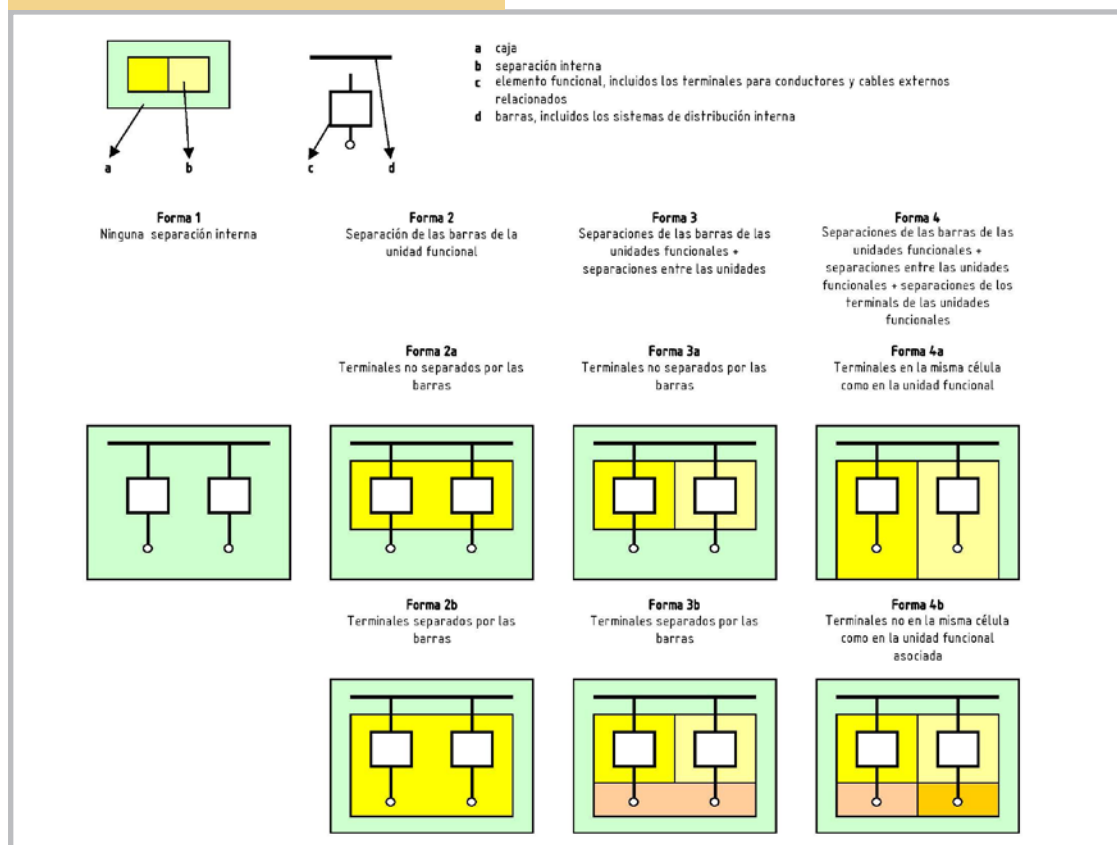 a caja
b separación interna
c elemento funcional, incluidos los terminales para conductores y cables externos
relacionados
d barras, incluidos los sistemas de distribución interna
a b c d
Forma 1
Ninguna separación interna
Forma 2
Separación de las barras de la
unidad funcional
Forma 3
Separaciones de las barras de las
unidades funcionales +
separaciones entre las unidades
Forma 4
Separaciones de las barras de las
unidades funcionales +
separaciones entre las unidades
funcionales + separaciones de los
terminals de las unidades
funcionales
Forma 2a
Terminales no separados por las
barras
Forma 3a
Terminales no separados por las
barras
Forma 4a
Terminales en la misma célula
como en la unidad funcional
Forma 2b
Terminales separados por las
barras
Forma 3b
Terminales separados por las
barras
Forma 4b
Terminales no en la misma célula
como en la unidad funcional
asociada